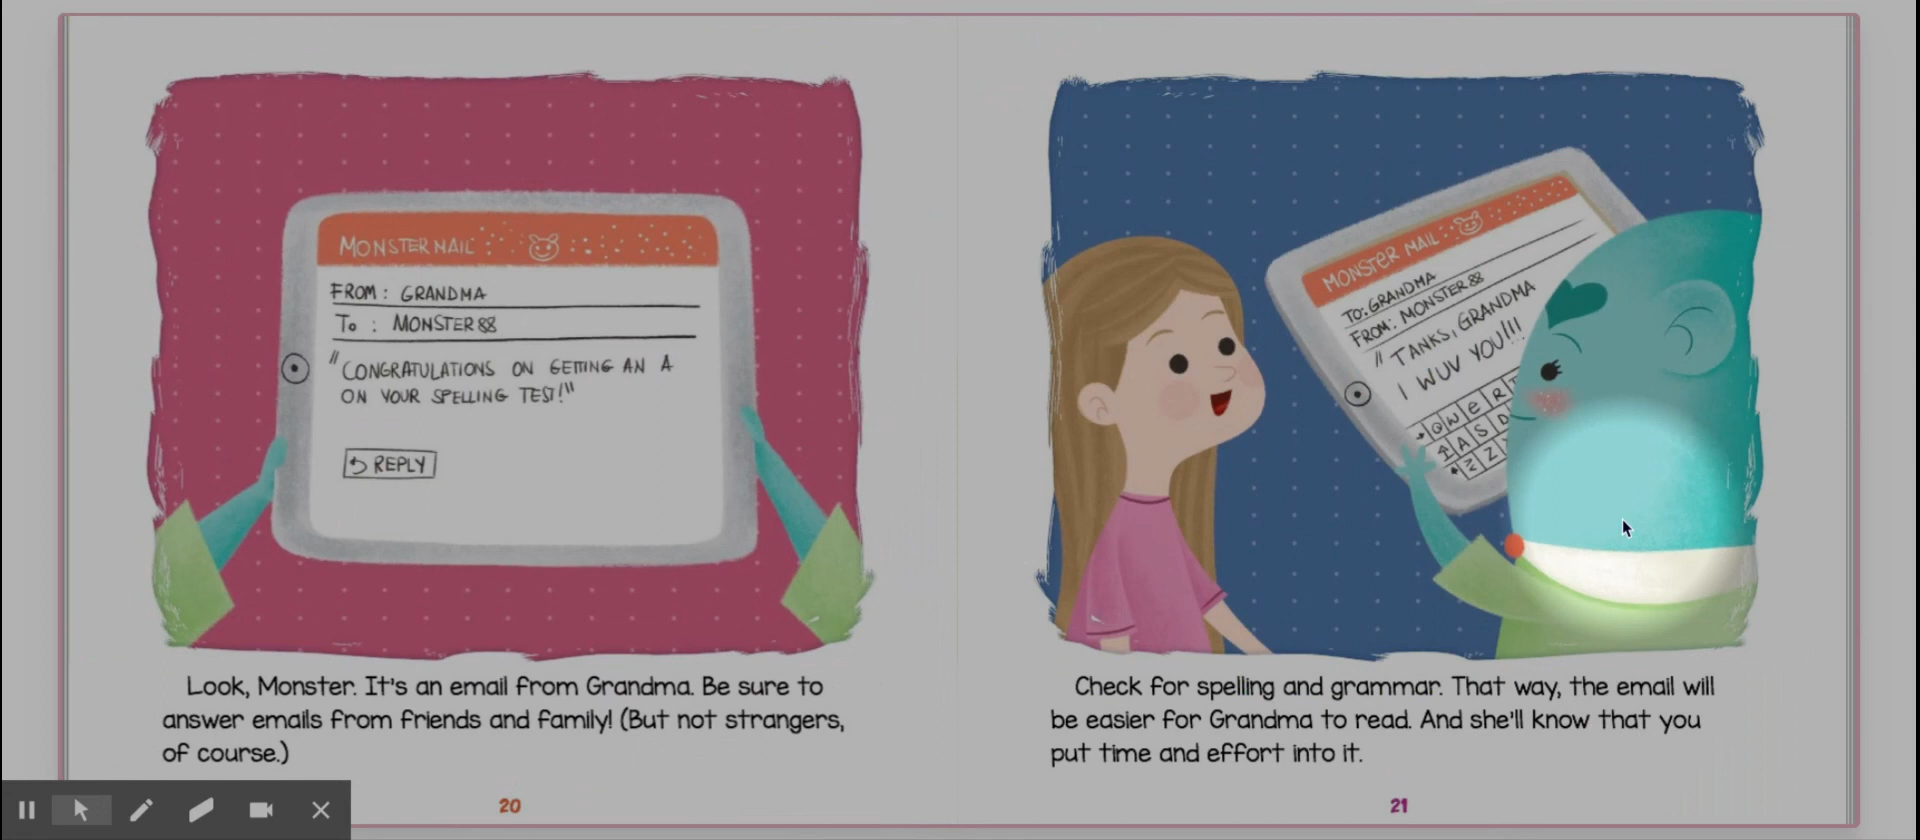 MONSTER MAIL
FROM: GRANDMA
To : MONSTER88
"CONGRATULATIONS ON GETTING AN A
ON YOUR SPELLING TEST!"
REPLY
Look, Monster. It's an email from Grandma. Be sure to
answer emails from friends and family! (But not strangers,
of course.)
20
MONSTER MAIL
TO: GRANDMA
FROM: MONSTER88
"TANKS, GRANDMA
I WUV YOU!!!
Q W E R T
A S D
Z Z
Check for spelling and grammar. That way, the email will
be easier for Grandma to read. And she'll know that you
put time and effort into it.
21